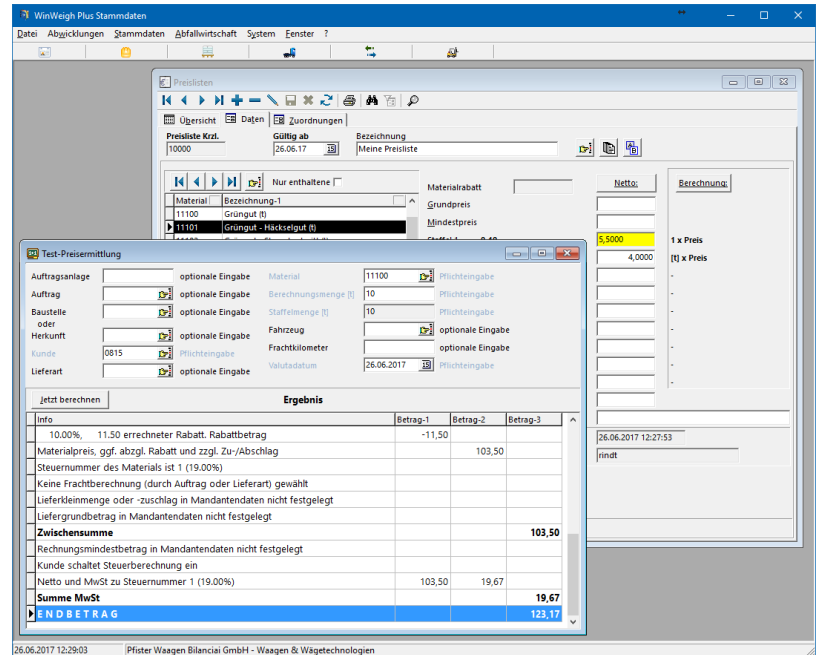 WinWeigh Plus Stammdaten
Datei Abwicklungen Stammdaten Abfallwirtschaft System Fenster ?
Preislisten
Übersicht Daten Zuordnungen
Preisliste Krzl. Gültig ab Bezeichnung
10000 26.06.17 15 Meine Preisliste
Nur enthaltene
Material Bezeichnung-1
11100 Grüngut (t)
11101 Grüngut - Häckselgut (t)
Materialrabatt Netto: Berechnung:
Grundpreis
Mindestpreis
5,5000 1 x Preis
4,0000 [t] x Preis
-
-
-
-
-
-
26.06.2017 12:27:53
rindt
Test-Preisermittlung
Auftragsanlage optionale Eingabe Material 11100 Pflichteingabe
Auftrag optionale Eingabe Berechnungsmenge [t] 10 Pflichteingabe
Baustelle optionale Eingabe Staffelmenge [t] 10 Pflichteingabe
oder
Herkunft optionale Eingabe Fahrzeug optionale Eingabe
Kunde 0815 Pflichteingabe Frachtkilometer optionale Eingabe
Lieferart optionale Eingabe Valutadatum 26.06.2017 15 Pflichteingabe
Jetzt berechnen Ergebnis
Info Betrag-1 Betrag-2 Betrag-3
10.00%, 11.50 errechneter Rabatt. Rabattbetrag -11,50
Materialpreis, ggf. abzgl. Rabatt und zzgl. Zu-/Abschlag 103,50
Steuernummer des Materials ist 1 (19.00%)
Keine Frachtberechnung (durch Auftrag oder Lieferart) gewählt
Lieferkleinmenge oder -zuschlag in Mandantendaten nicht festgelegt
Liefergrundbetrag in Mandantendaten nicht festgelegt
Zwischensumme 103,50
Rechnungsmindestbetrag in Mandantendaten nicht festgelegt
Kunde schaltet Steuerberechnung ein
Netto und MwSt zu Steuernummer 1 (19.00%) 103,50 19,67
Summe MwSt 19,67
E N D B E T R A G 123,17
26.06.2017 12:29:03 Pfister Waagen Bilanciai GmbH - Waagen & Wägetechnologien